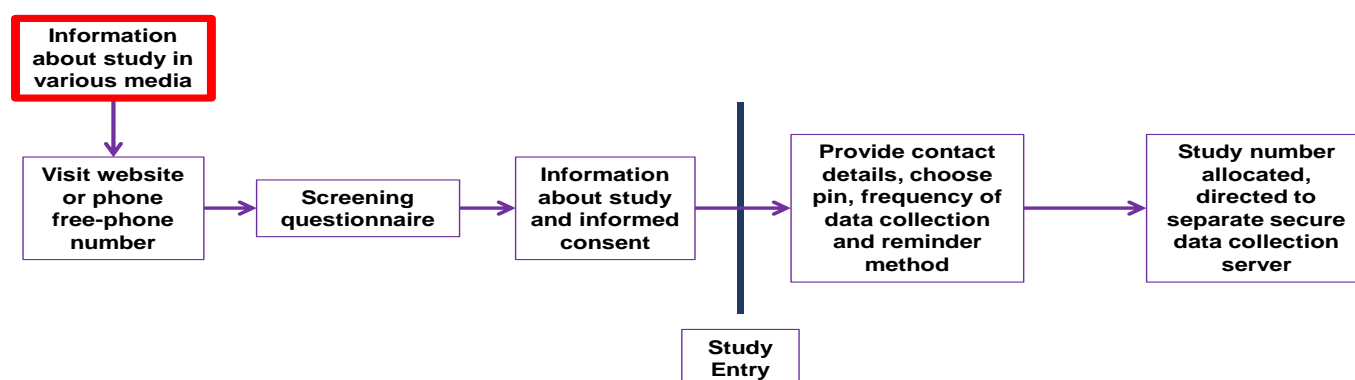 Information
about study in
various media
Visit website
or phone
free-phone
number
Screening
questionnaire
Information
about study
and informed
consent
Provide contact
details, choose
pin, frequency of
data collection
and reminder
method
Study number
allocated,
directed to
separate secure
data collection
server
Study
Entry